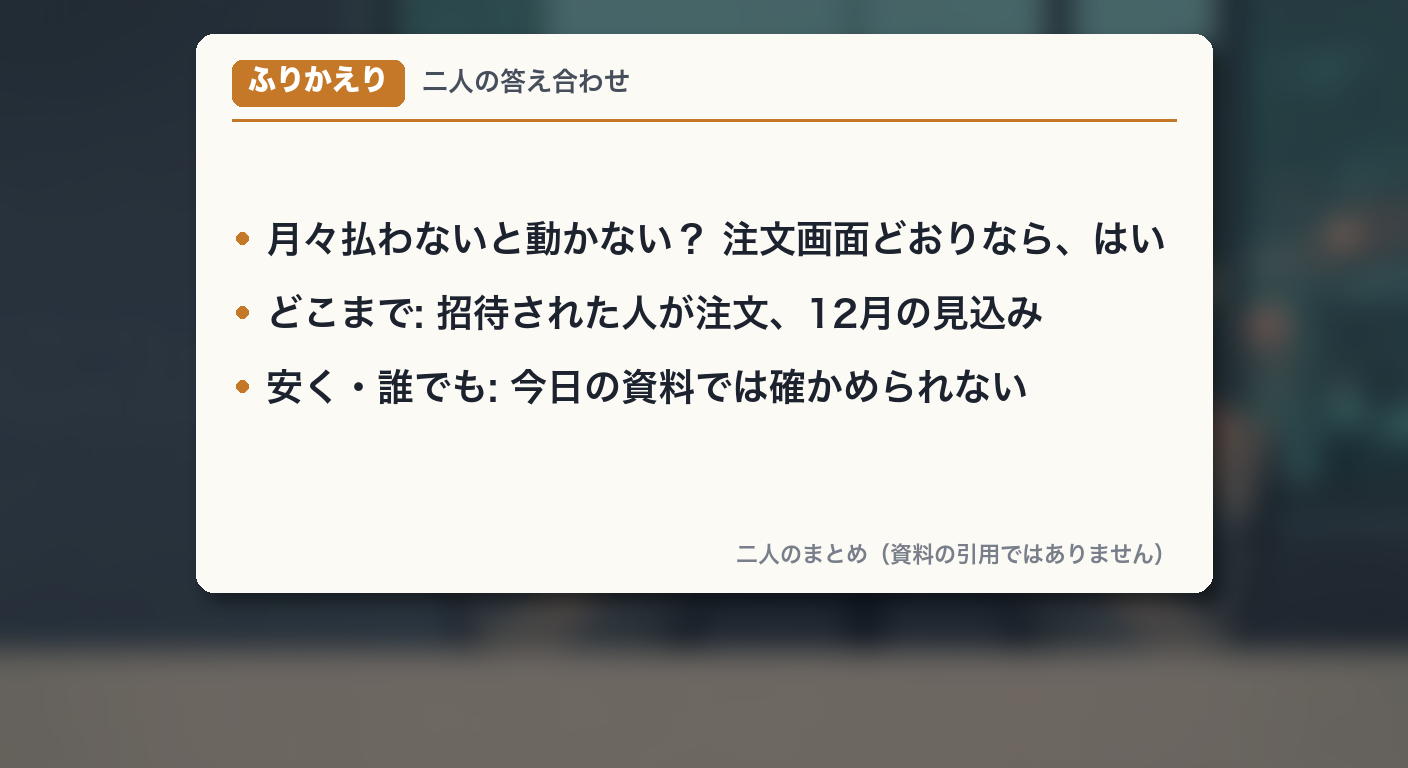 ふりかえり 二人の答え合わせ
• 月々払わないと動かない？ 注文画面どおりなら、はい
• どこまで: 招待された人が注文、12月の見込み
• 安く・誰でも: 今日の資料では確かめられない
二人のまとめ（資料の引用ではありません）